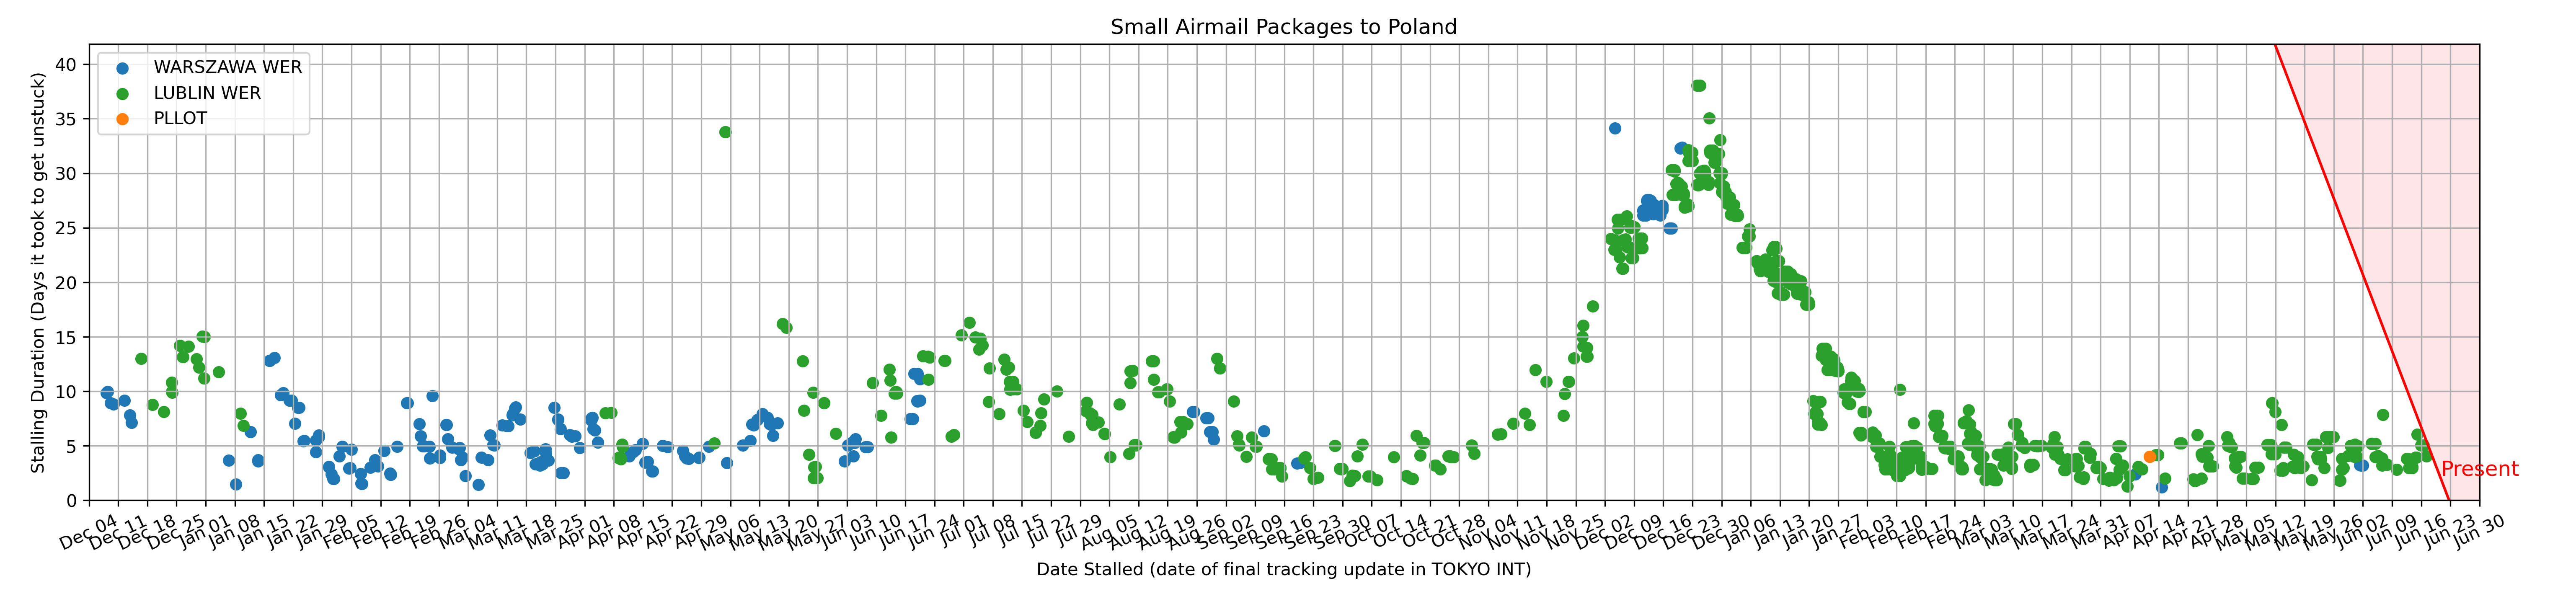 Small Airmail Packages to Poland
Stalling Duration (Days it took to get unstuck)
40
35
30
25
20
15
10
5
0
WARSZAWA WER
LUBLIN WER
PLLOT
Present
Dec 04
Dec 11
Dec 18
Dec 25
Jan 01
Jan 08
Jan 15
Jan 22
Jan 29
Feb 05
Feb 12
Feb 19
Feb 26
Mar 04
Mar 11
Mar 18
Mar 25
Apr 01
Apr 08
Apr 15
Apr 22
Apr 29
May 06
May 13
May 20
May 27
Jun 03
Jun 10
Jun 17
Jun 24
Jul 01
Jul 08
Jul 15
Jul 22
Jul 29
Aug 05
Aug 12
Aug 19
Aug 26
Sep 02
Sep 09
Sep 16
Sep 23
Sep 30
Oct 07
Oct 14
Oct 21
Oct 28
Nov 04
Nov 11
Nov 18
Nov 25
Dec 02
Dec 09
Dec 16
Dec 23
Dec 30
Jan 06
Jan 13
Jan 20
Jan 27
Feb 03
Feb 10
Feb 17
Feb 24
Mar 03
Mar 10
Mar 17
Mar 24
Mar 31
Apr 07
Apr 14
Apr 21
Apr 28
May 05
May 12
May 19
May 26
Jun 02
Jun 09
Jun 16
Jun 23
Jun 30
Date Stalled (date of final tracking update in TOKYO INT)